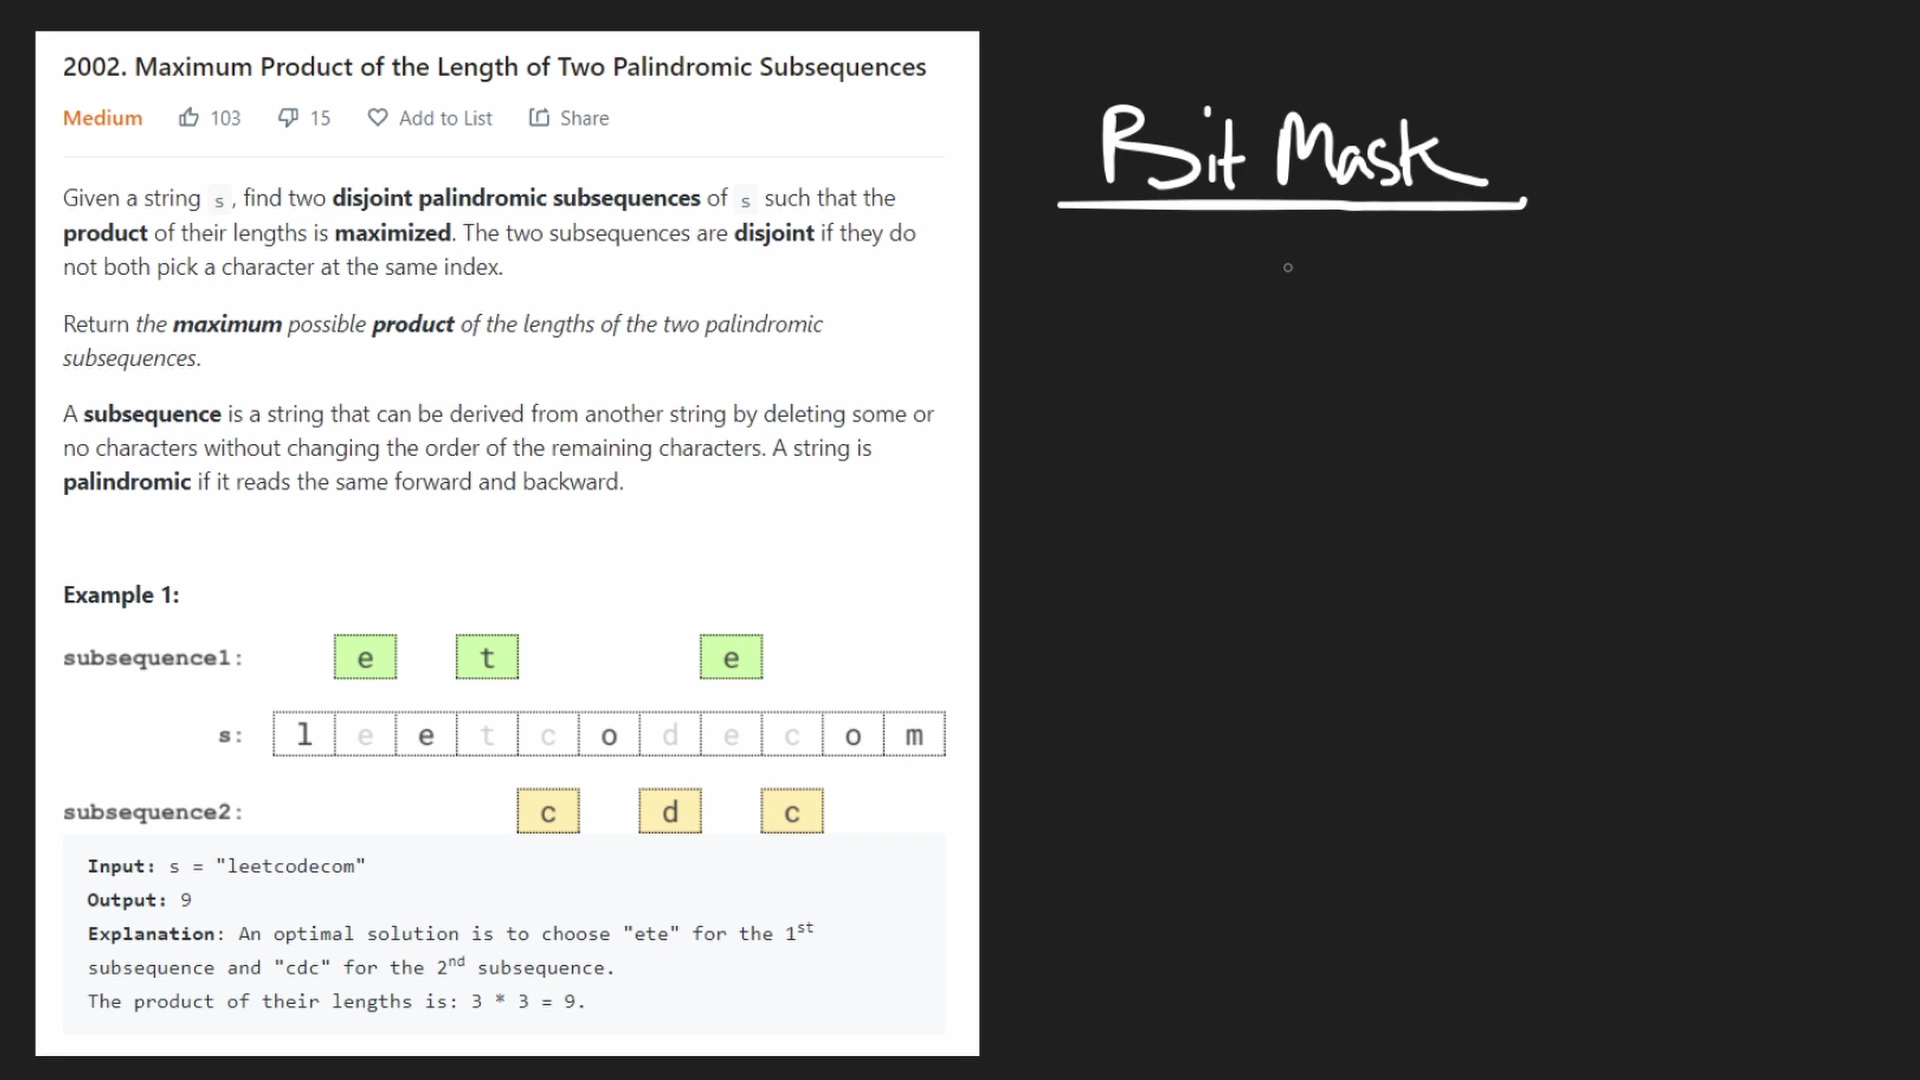 2002. Maximum Product of the Length of Two Palindromic Subsequences
Medium 103 15 Add to List Share
Given a string s, find two disjoint palindromic subsequences of s such that the
product of their lengths is maximized. The two subsequences are disjoint if they do
not both pick a character at the same index.
Return the maximum possible product of the lengths of the two palindromic
subsequences.
A subsequence is a string that can be derived from another string by deleting some or
no characters without changing the order of the remaining characters. A string is
palindromic if it reads the same forward and backward.
Example 1:
subsequence1: e t e
s: l e e t c o d e c o m
subsequence2: c d c
Input: s = "leetcodecom"
Output: 9
Explanation: An optimal solution is to choose "ete" for the 1st
subsequence and "cdc" for the 2nd subsequence.
The product of their lengths is: 3 * 3 = 9.
Bit Mask